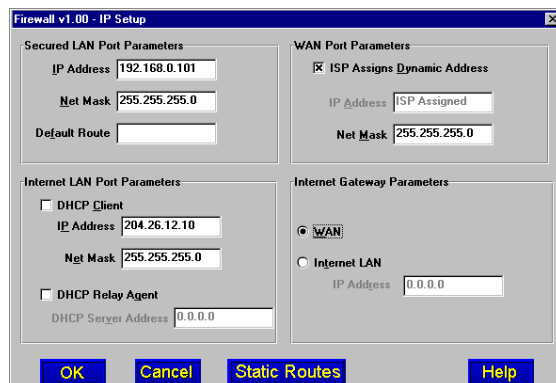 Firewall v1.00 - IP Setup
Secured LAN Port Parameters
IP Address 192.168.0.101
Net Mask 255.255.255.0
Default Route
WAN Port Parameters
ISP Assigns Dynamic Address
IP Address ISP Assigned
Net Mask 255.255.255.0
Internet LAN Port Parameters
DHCP Client
IP Address 204.26.12.10
Net Mask 255.255.255.0
DHCP Relay Agent
DHCP Server Address 0.0.0.0
Internet Gateway Parameters
WAN
Internet LAN
IP Address 0.0.0.0
OK Cancel Static Routes Help